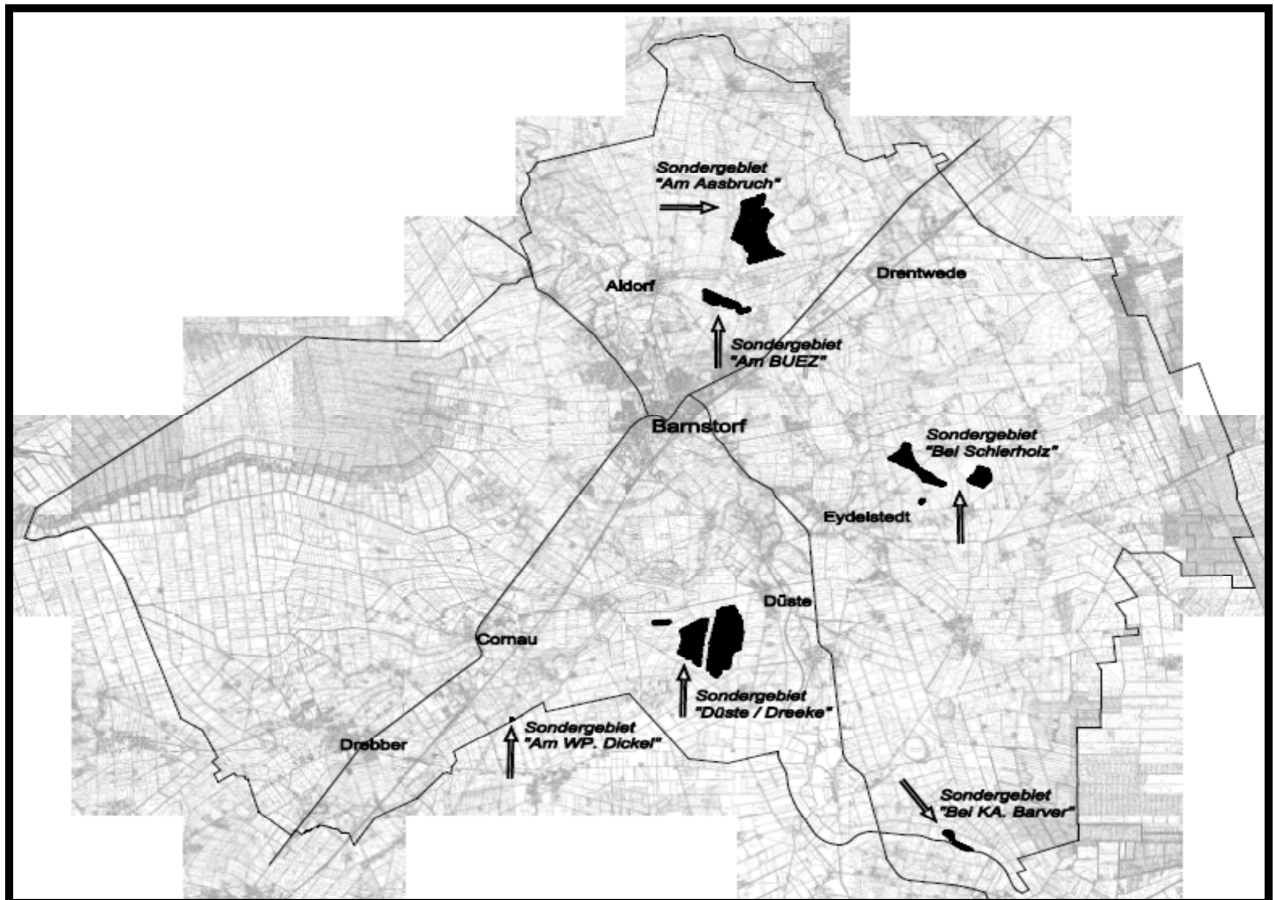 Sondergebiet
"Am Aasbruch"
Drentwede
Aldorf
Sondergebiet
"Am BUEZ"
Barnstorf
Sondergebiet
"Bei Schierholz"
Eydelstedt
Düste
Cornau
Sondergebiet
"Düste / Dreeke"
Sondergebiet
"Am WP. Dickel"
Drebber
Sondergebiet
"Bei KA. Barver"